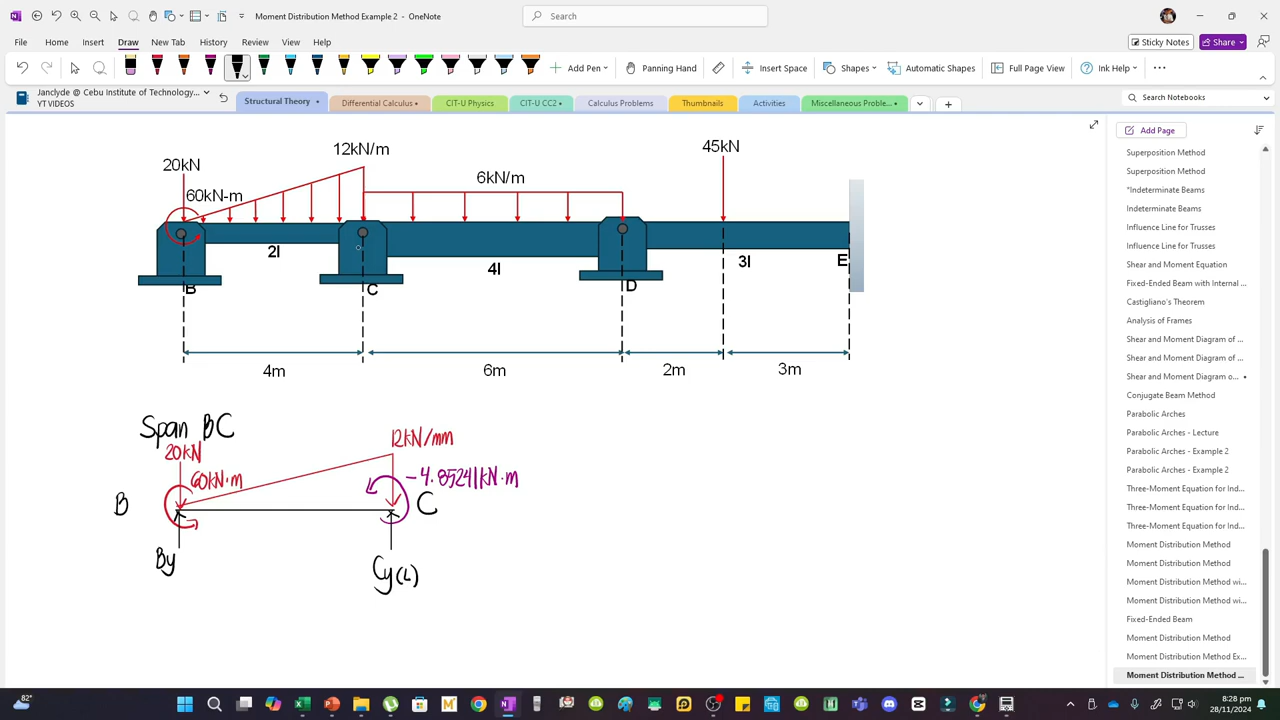 Moment Distribution Method Example 2 - OneNote
Search
File Home Insert Draw New Tab History Review View Help
Sticky Notes
Share
Add Pen
Panning Hand
Insert Space
Shapes
Automatic Shapes
Full Page View
Ink Help
Janclyde @ Cebu Institute of Technology...
YT VIDEOS
Structural Theory
Differential Calculus
CIT-U Physics
CIT-U CC2
Calculus Problems
Thumbnails
Activities
Miscellaneous Proble...
Search Notebooks
Add Page
Superposition Method
Superposition Method
*Indeterminate Beams
Indeterminate Beams
Influence Line for Trusses
Influence Line for Trusses
Shear and Moment Equation
Fixed-Ended Beam with Internal ...
Castigliano's Theorem
Analysis of Frames
Shear and Moment Diagram of ...
Shear and Moment Diagram of ...
Shear and Moment Diagram o...
Conjugate Beam Method
Parabolic Arches
Parabolic Arches - Lecture
Parabolic Arches - Example 2
Parabolic Arches - Example 2
Three-Moment Equation for Ind...
Three-Moment Equation for Ind...
Three-Moment Equation for Ind...
Moment Distribution Method
Moment Distribution Method
Moment Distribution Method wi...
Moment Distribution Method wi...
Fixed-Ended Beam
Moment Distribution Method
Moment Distribution Method Ex...
Moment Distribution Method ...
20kN
12kN/m
45kN
60kN-m
6kN/m
2I
4I
3I
E
B
C
D
4m
6m
2m
3m
Span BC
20kN
12kN/mm
60kN·m
-4.85241kN·m
B
C
By
Cy(L)
82°
8:28 pm
28/11/2024